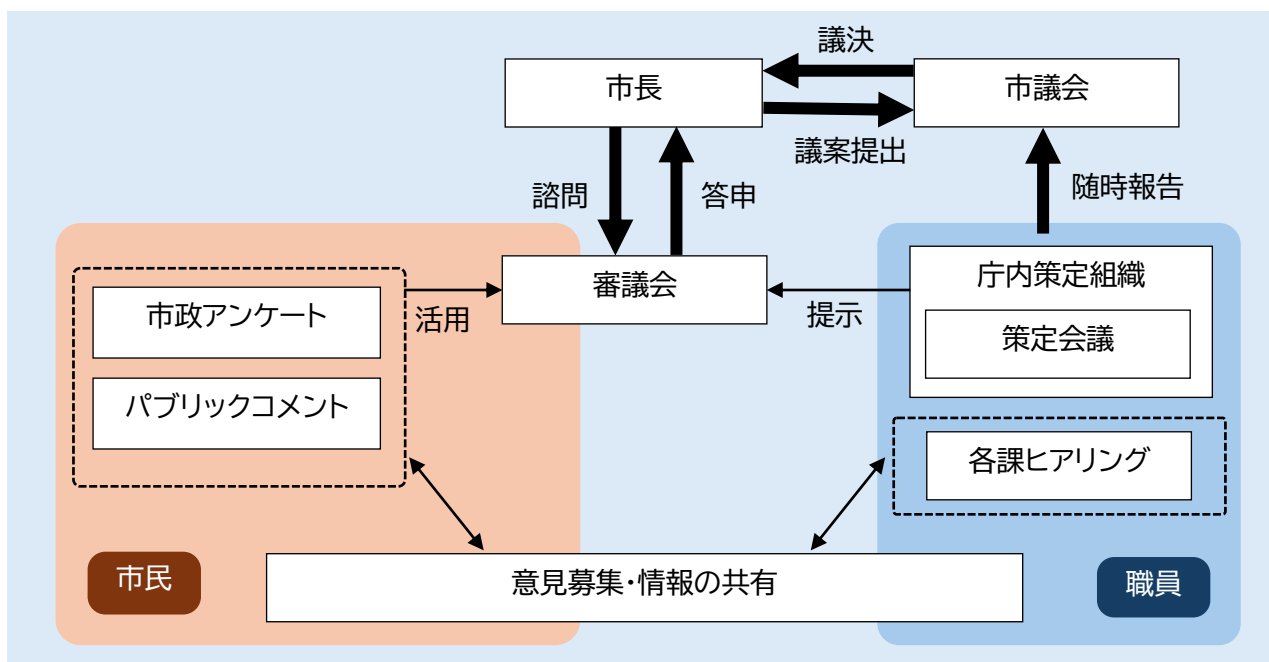 議決
市長
市議会
議案提出
諮問
答申
随時報告
審議会
庁内策定組織
市政アンケート
活用
提示
策定会議
パブリックコメント
各課ヒアリング
市民
意見募集・情報の共有
職員